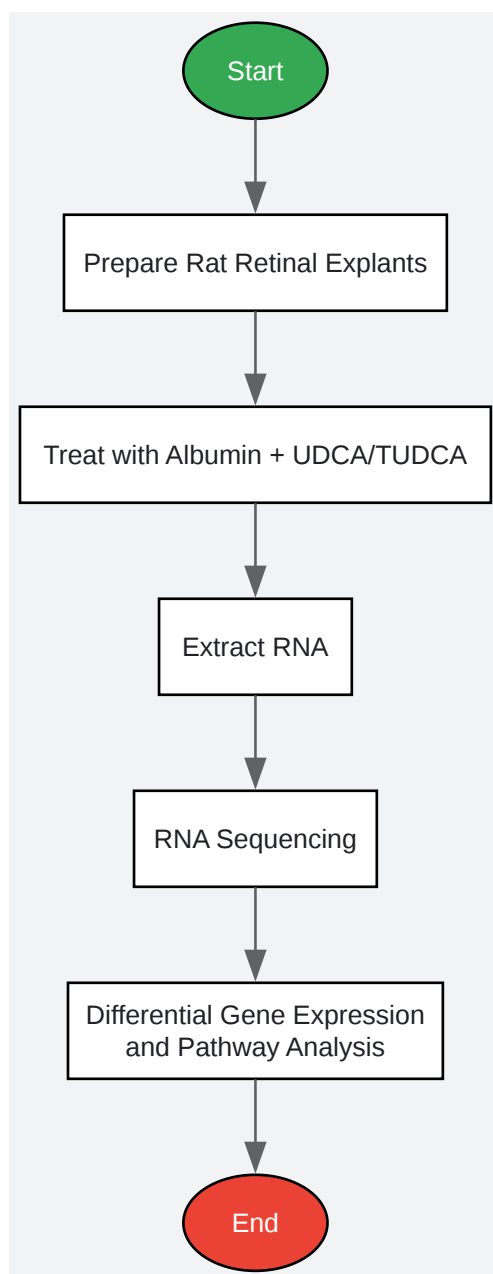 Start
Prepare Rat Retinal Explants
Treat with Albumin + UDCA/TUDCA
Extract RNA
RNA Sequencing
Differential Gene Expression
and Pathway Analysis
End